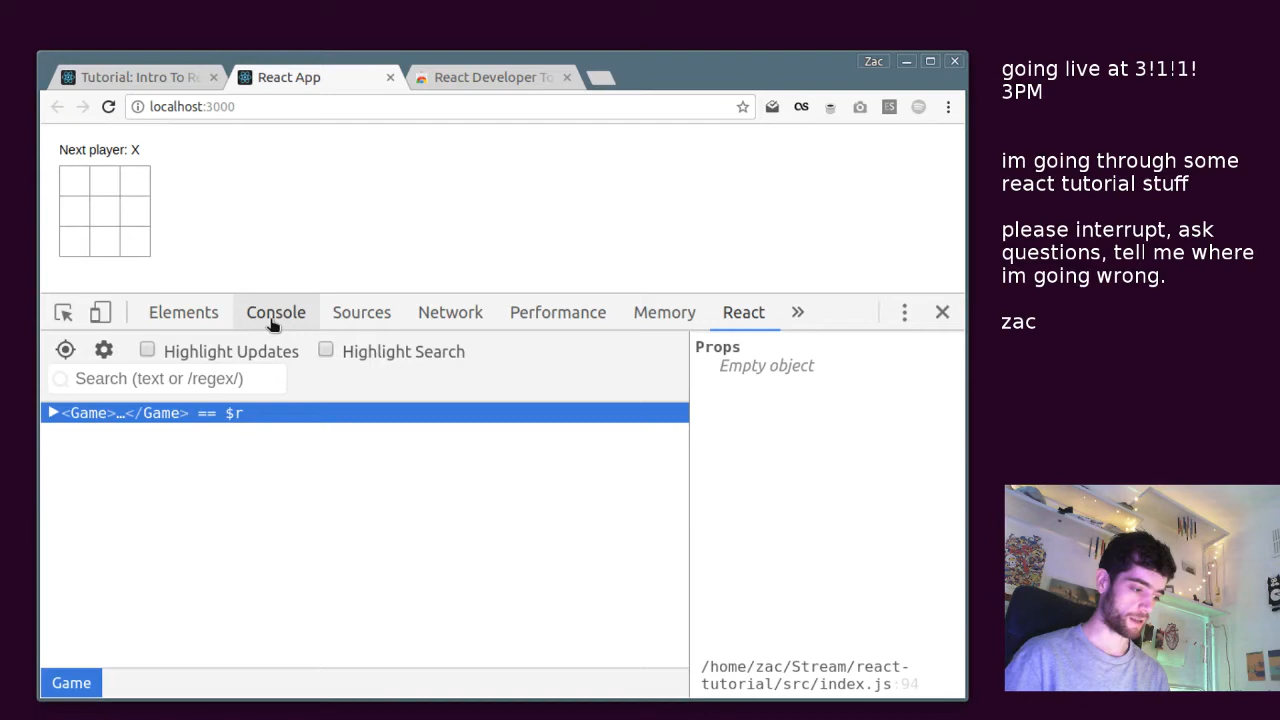 Tutorial: Intro To Re
React App
React Developer To
Zac
localhost:3000
Next player: X
Elements
Console
Sources
Network
Performance
Memory
React
»
Highlight Updates
Highlight Search
Search (text or /regex/)
<Game>…</Game> == $r
Props
Empty object
/home/zac/Stream/react-
tutorial/src/index.js:94
Game
going live at 3!1!1!
3PM
im going through some
react tutorial stuff
please interrupt, ask
questions, tell me where
im going wrong.
zac